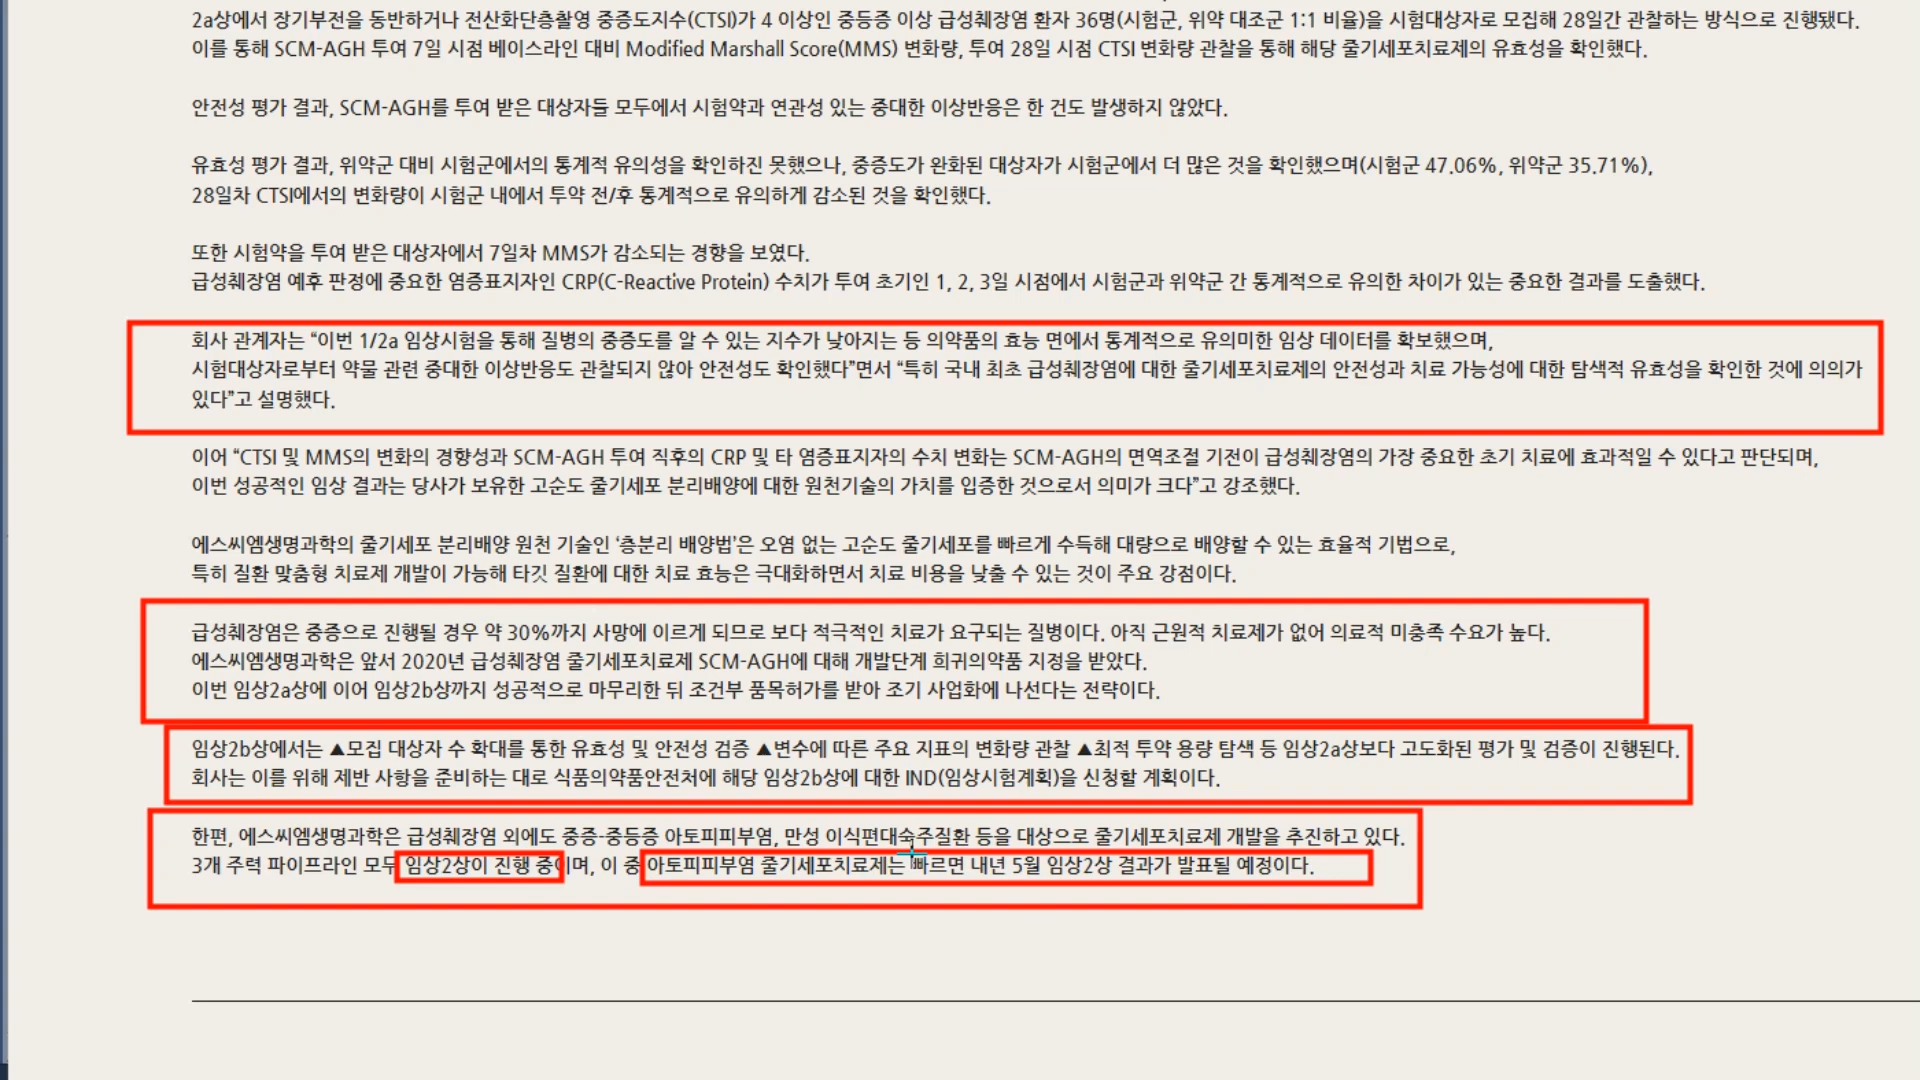 2a상에서 장기부전을 동반하거나 전산화단층촬영 중증도지수(CTSI)가 4 이상인 중등증 이상 급성췌장염 환자 36명(시험군, 위약 대조군 1:1 비율)을 시험대상자로 모집해 28일간 관찰하는 방식으로 진행됐다.
이를 통해 SCM-AGH 투여 7일 시점 베이스라인 대비 Modified Marshall Score(MMS) 변화량, 투여 28일 시점 CTSI 변화량 관찰을 통해 해당 줄기세포치료제의 유효성을 확인했다.
안전성 평가 결과, SCM-AGH를 투여 받은 대상자들 모두에서 시험약과 연관성 있는 중대한 이상반응은 한 건도 발생하지 않았다.
유효성 평가 결과, 위약군 대비 시험군에서의 통계적 유의성을 확인하진 못했으나, 중증도가 완화된 대상자가 시험군에서 더 많은 것을 확인했으며(시험군 47.06%, 위약군 35.71%),
28일차 CTSI에서의 변화량이 시험군 내에서 투약 전/후 통계적으로 유의하게 감소된 것을 확인했다.
또한 시험약을 투여 받은 대상자에서 7일차 MMS가 감소되는 경향을 보였다.
급성췌장염 예후 판정에 중요한 염증표지자인 CRP(C-Reactive Protein) 수치가 투여 초기인 1, 2, 3일 시점에서 시험군과 위약군 간 통계적으로 유의한 차이가 있는 중요한 결과를 도출했다.
회사 관계자는 “이번 1/2a 임상시험을 통해 질병의 중증도를 알 수 있는 지수가 낮아지는 등 의약품의 효능 면에서 통계적으로 유의미한 임상 데이터를 확보했으며,
시험대상자로부터 약물 관련 중대한 이상반응도 관찰되지 않아 안전성도 확인했다”면서 “특히 국내 최초 급성췌장염에 대한 줄기세포치료제의 안전성과 치료 가능성에 대한 탐색적 유효성을 확인한 것에 의의가
있다”고 설명했다.
이어 “CTSI 및 MMS의 변화의 경향성과 SCM-AGH 투여 직후의 CRP 및 타 염증표지자의 수치 변화는 SCM-AGH의 면역조절 기전이 급성췌장염의 가장 중요한 초기 치료에 효과적일 수 있다고 판단되며,
이번 성공적인 임상 결과는 당사가 보유한 고순도 줄기세포 분리배양에 대한 원천기술의 가치를 입증한 것으로서 의미가 크다”고 강조했다.
에스씨엠생명과학의 줄기세포 분리배양 원천 기술인 ‘층분리 배양법’은 오염 없는 고순도 줄기세포를 빠르게 수득해 대량으로 배양할 수 있는 효율적 기법으로,
특히 질환 맞춤형 치료제 개발이 가능해 타깃 질환에 대한 치료 효능은 극대화하면서 치료 비용을 낮출 수 있는 것이 주요 강점이다.
급성췌장염은 중증으로 진행될 경우 약 30%까지 사망에 이르게 되므로 보다 적극적인 치료가 요구되는 질병이다. 아직 근원적 치료제가 없어 의료적 미충족 수요가 높다.
에스씨엠생명과학은 앞서 2020년 급성췌장염 줄기세포치료제 SCM-AGH에 대해 개발단계 희귀의약품 지정을 받았다.
이번 임상2a상에 이어 임상2b상까지 성공적으로 마무리한 뒤 조건부 품목허가를 받아 조기 사업화에 나선다는 전략이다.
임상2b상에서는 ▲모집 대상자 수 확대를 통한 유효성 및 안전성 검증 ▲변수에 따른 주요 지표의 변화량 관찰 ▲최적 투약 용량 탐색 등 임상2a상보다 고도화된 평가 및 검증이 진행된다.
회사는 이를 위해 제반 사항을 준비하는 대로 식품의약품안전처에 해당 임상2b상에 대한 IND(임상시험계획)을 신청할 계획이다.
한편, 에스씨엠생명과학은 급성췌장염 외에도 중증-중등증 아토피피부염, 만성 이식편대숙주질환 등을 대상으로 줄기세포치료제 개발을 추진하고 있다.
3개 주력 파이프라인 모두 임상2상이 진행 중이며, 이 중 아토피피부염 줄기세포치료제는 빠르면 내년 5월 임상2상 결과가 발표될 예정이다.